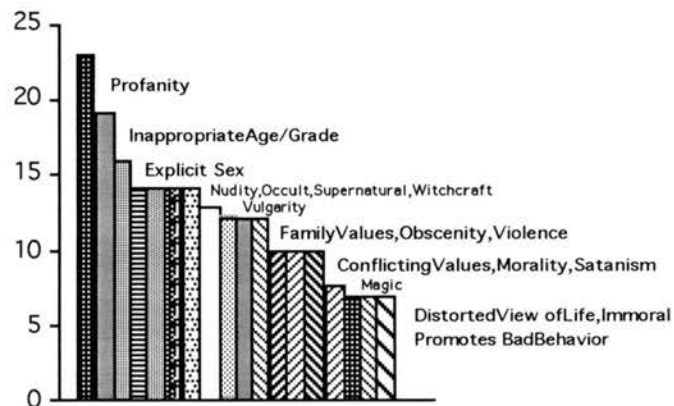 25
20
15
10
5
0
Profanity
InappropriateAge/Grade
Explicit Sex
Nudity,Occult,Supernatural,Witchcraft
Vulgarity
FamilyValues,Obscenity,Violence
ConflictingValues,Morality,Satanism
Magic
DistortedView ofLife,Immoral
Promotes BadBehavior